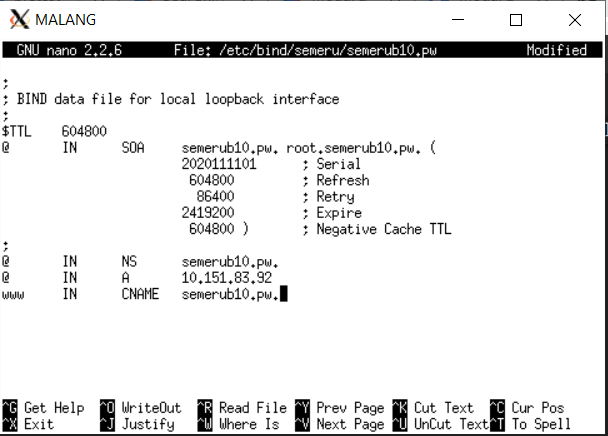 MALANG
GNU nano 2.2.6 File: /etc/bind/semeru/semerub10.pw Modified
;
; BIND data file for local loopback interface
;
$TTL 604800
@ IN SOA semerub10.pw. root.semerub10.pw. (
2020111101 ; Serial
604800 ; Refresh
86400 ; Retry
2419200 ; Expire
604800 ) ; Negative Cache TTL
;
@ IN NS semerub10.pw.
@ IN A 10.151.83.92
www IN CNAME semerub10.pw.
^G Get Help ^O WriteOut ^R Read File ^Y Prev Page ^K Cut Text ^C Cur Pos
^X Exit ^J Justify ^W Where Is ^V Next Page ^U UnCut Text ^T To Spell